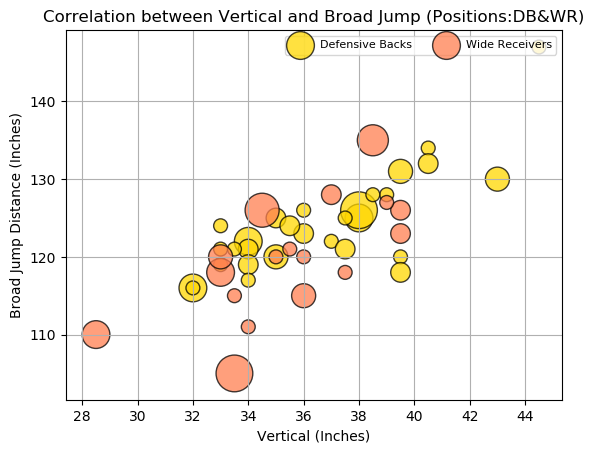 Correlation between Vertical and Broad Jump (Positions:DB&WR)
Defensive Backs
Wide Receivers
140
130
120
110
Broad Jump Distance (Inches)
28 30 32 34 36 38 40 42 44
Vertical (Inches)